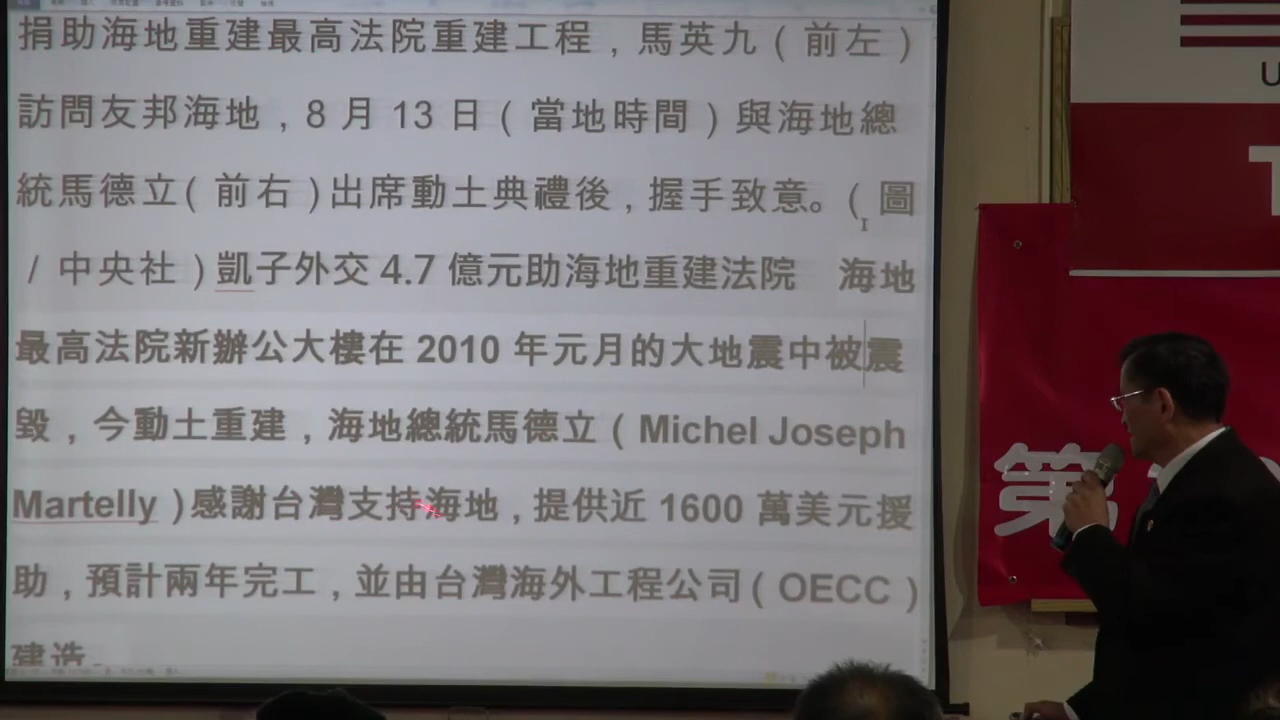 捐助海地重建最高法院重建工程，馬英九（前左）
訪問友邦海地，8 月 13 日（當地時間）與海地總
統馬德立（前右）出席動土典禮後，握手致意。（圖
/ 中央社）凱子外交 4.7 億元助海地重建法院　海地
最高法院新辦公大樓在 2010 年元月的大地震中被震
毀，今動土重建，海地總統馬德立（Michel Joseph
Martelly）感謝台灣支持海地，提供近 1600 萬美元援
助，預計兩年完工，並由台灣海外工程公司（OECC）
建造。
U
T
第